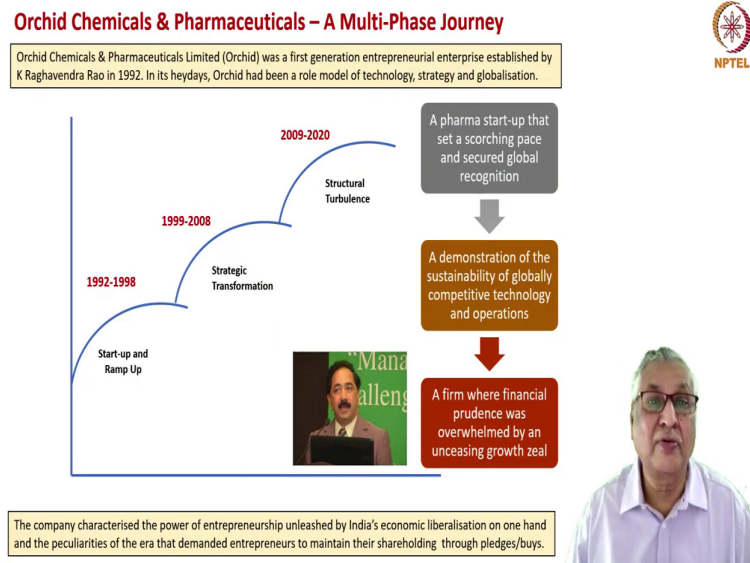 Orchid Chemicals & Pharmaceuticals – A Multi-Phase Journey
NPTEL
Orchid Chemicals & Pharmaceuticals Limited (Orchid) was a first generation entrepreneurial enterprise established by
K Raghavendra Rao in 1992. In its heydays, Orchid had been a role model of technology, strategy and globalisation.
2009-2020
Structural
Turbulence
1999-2008
Strategic
Transformation
1992-1998
Start-up and
Ramp Up
A pharma start-up that
set a scorching pace
and secured global
recognition
A demonstration of the
sustainability of globally
competitive technology
and operations
A firm where financial
prudence was
overwhelmed by an
unceasing growth zeal
"Mana
alleng
The company characterised the power of entrepreneurship unleashed by India's economic liberalisation on one hand
and the peculiarities of the era that demanded entrepreneurs to maintain their shareholding through pledges/buys.